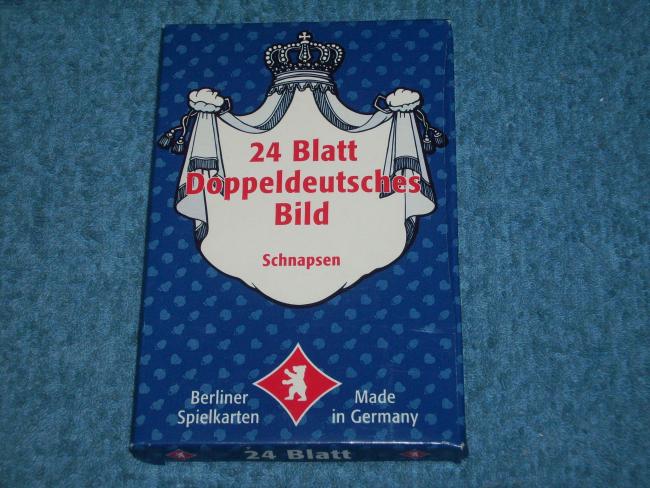 24 Blatt
Doppeldeutsches
Bild
Schnapsen
Berliner
Spielkarten
Made
in Germany
24 Blatt